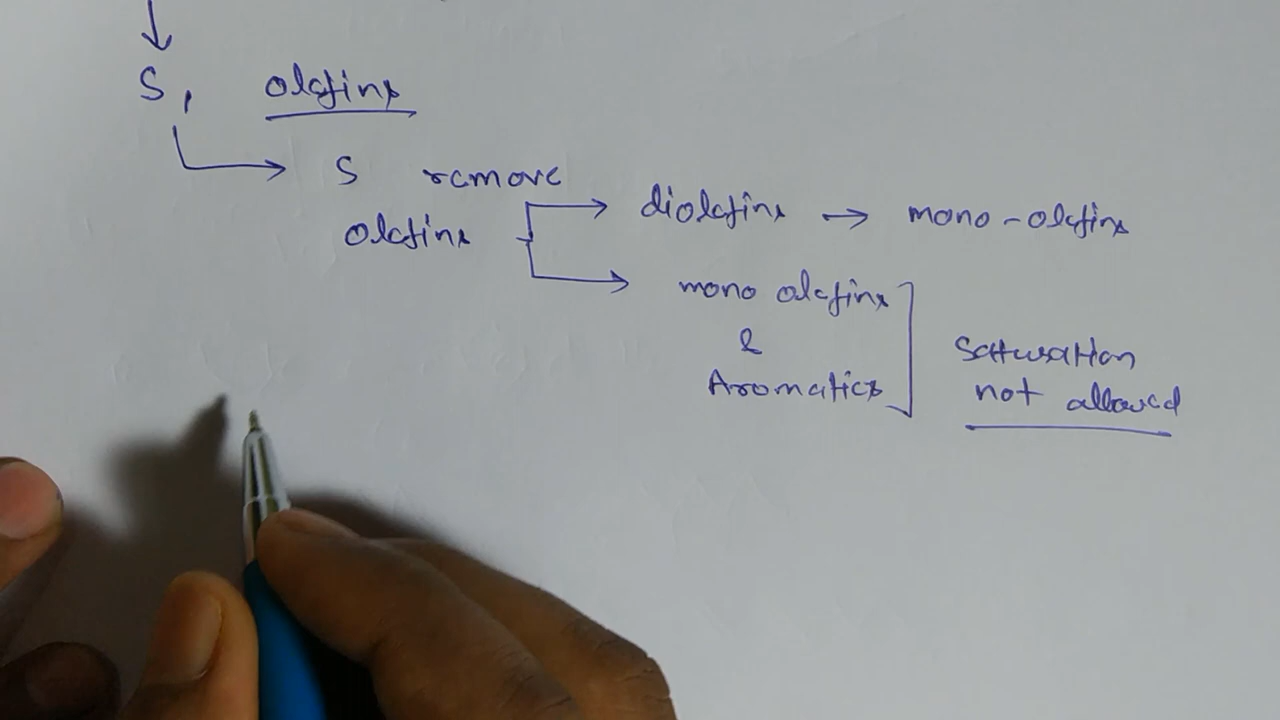 S, olefins
S remove
olefins
diolefins → mono-olefins
mono olefins
&
Aromatics
Saturation
not allowed